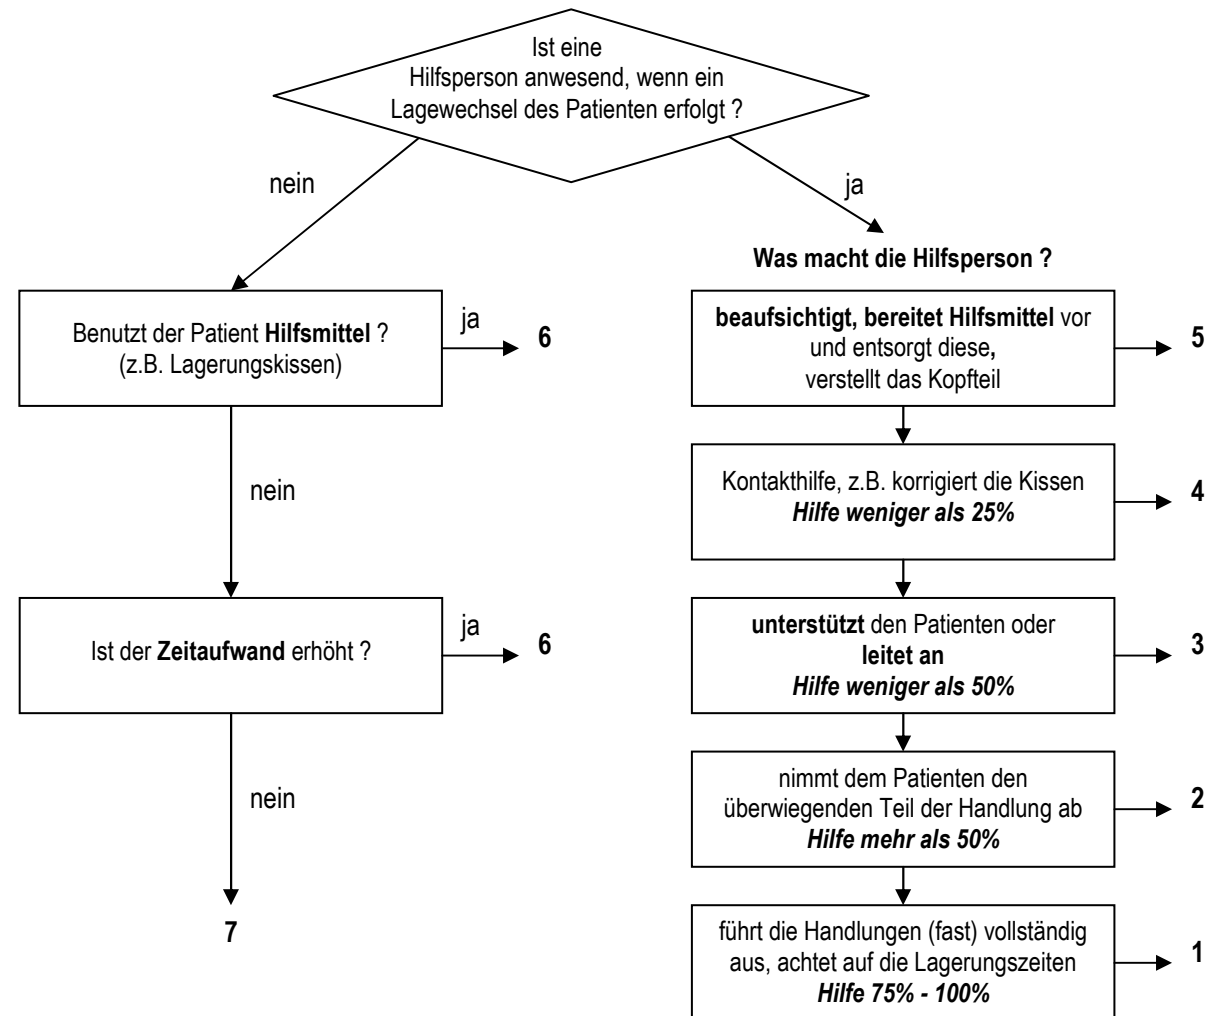 Ist eine
Hilfsperson anwesend, wenn ein
Lagewechsel des Patienten erfolgt ?
nein
ja
Was macht die Hilfsperson ?
Benutzt der Patient Hilfsmittel ?
(z.B. Lagerungskissen)
ja
6
nein
Ist der Zeitaufwand erhöht ?
ja
6
nein
7
beaufsichtigt, bereitet Hilfsmittel vor
und entsorgt diese,
verstellt das Kopfteil
5
Kontakthilfe, z.B. korrigiert die Kissen
Hilfe weniger als 25%
4
unterstützt den Patienten oder
leitet an
Hilfe weniger als 50%
3
nimmt dem Patienten den
überwiegenden Teil der Handlung ab
Hilfe mehr als 50%
2
führt die Handlungen (fast) vollständig
aus, achtet auf die Lagerungszeiten
Hilfe 75% - 100%
1